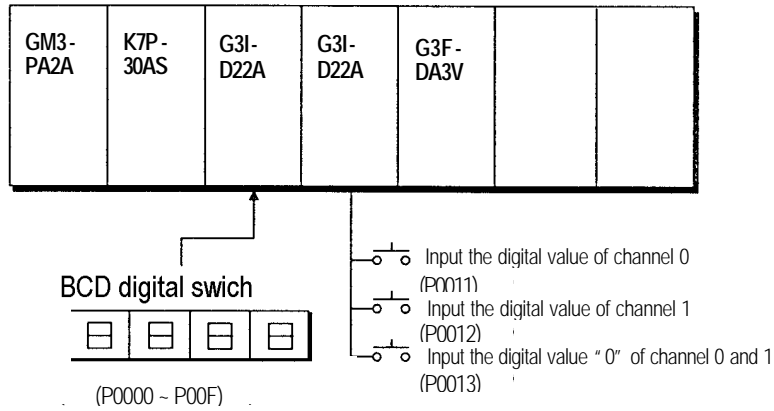 GM3-
PA2A
K7P-
30AS
G3I-
D22A
G3I-
D22A
G3F-
DA3V
BCD digital swich
(P0000 ~ P00F)
Input the digital value of channel 0
(P0011)
Input the digital value of channel 1
(P0012)
Input the digital value “ 0” of channel 0 and 1
(P0013)